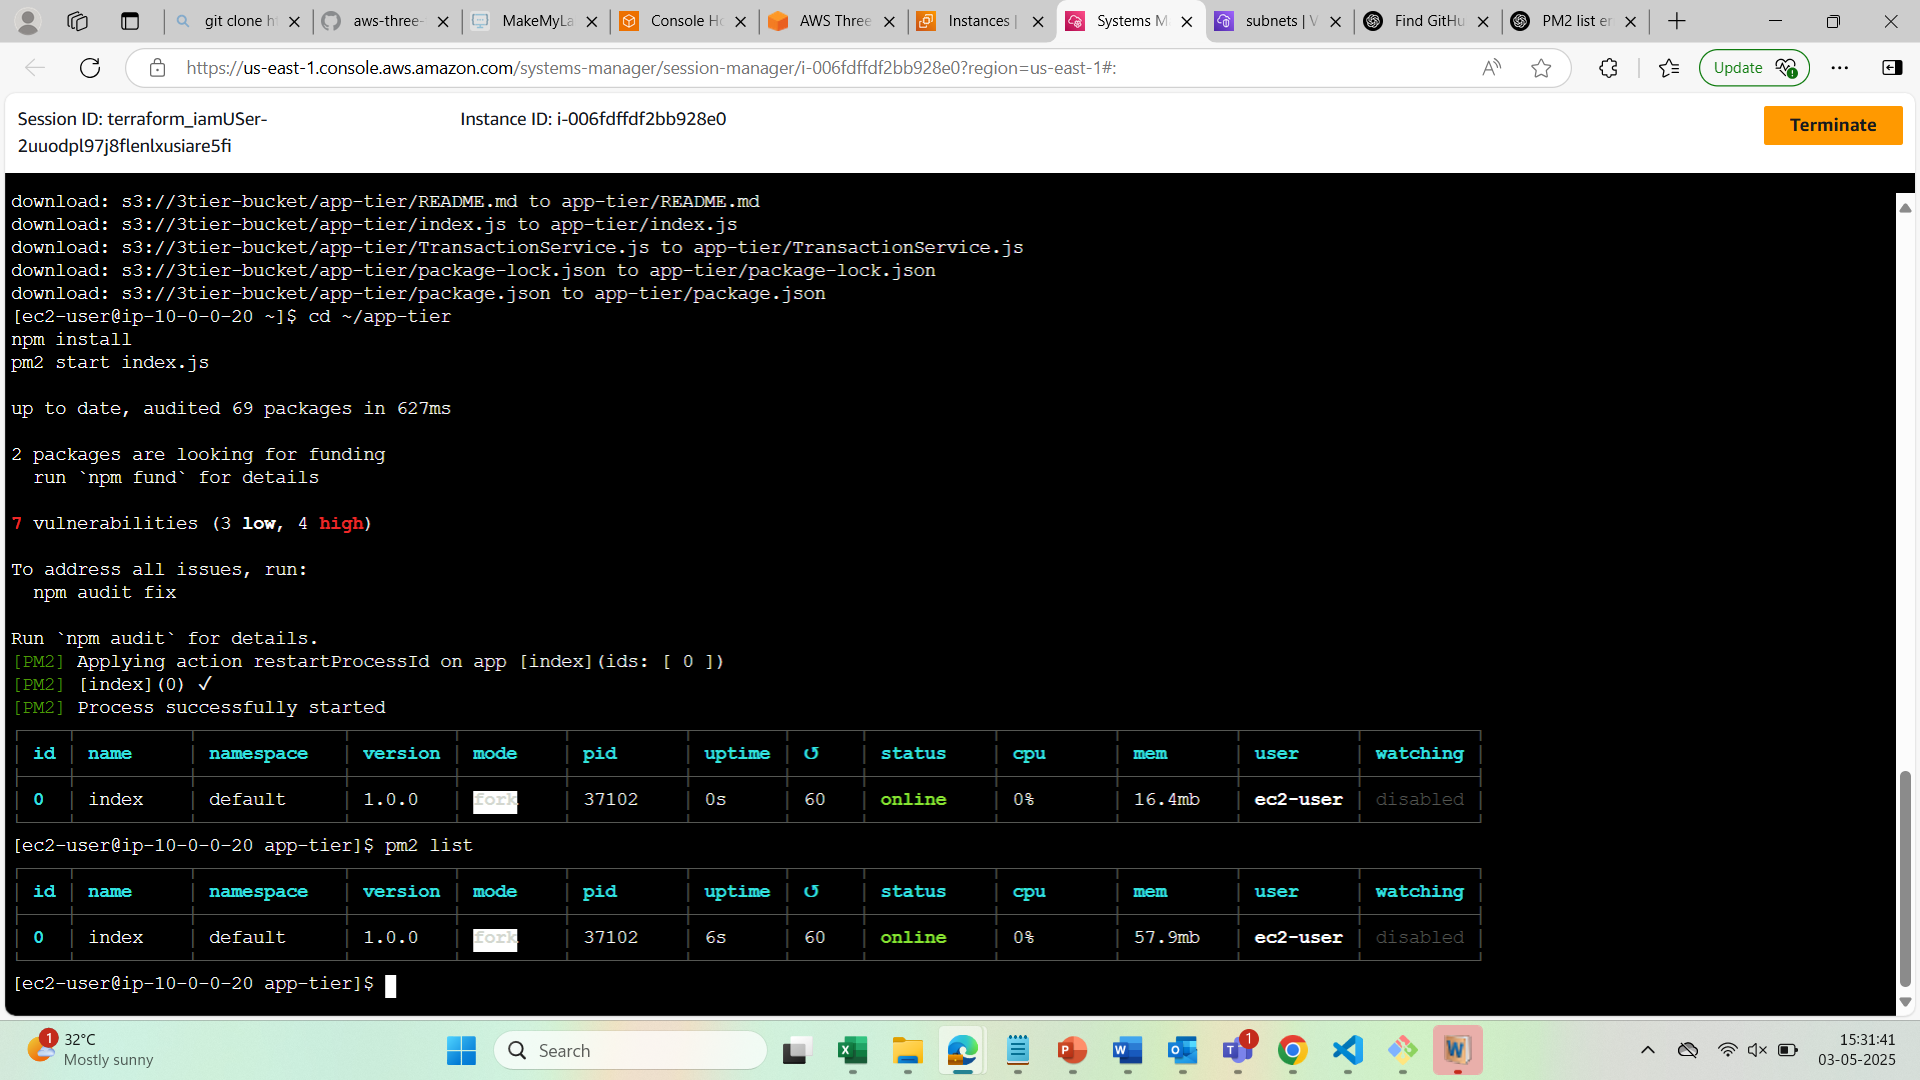 git clone h
aws-three-
MakeMyLa
Console Ho
AWS Three
Instances |
Systems M
subnets | V
Find GitHu
PM2 list er
https://us-east-1.console.aws.amazon.com/systems-manager/session-manager/i-006fdffdf2bb928e0?region=us-east-1#:
Update
Session ID: terraform_iamUSer-2uuodpl97j8flenlxusiare5fi
Instance ID: i-006fdffdf2bb928e0
Terminate
download: s3://3tier-bucket/app-tier/README.md to app-tier/README.md
download: s3://3tier-bucket/app-tier/index.js to app-tier/index.js
download: s3://3tier-bucket/app-tier/TransactionService.js to app-tier/TransactionService.js
download: s3://3tier-bucket/app-tier/package-lock.json to app-tier/package-lock.json
download: s3://3tier-bucket/app-tier/package.json to app-tier/package.json
[ec2-user@ip-10-0-0-20 ~]$ cd ~/app-tier
npm install
pm2 start index.js
up to date, audited 69 packages in 627ms
2 packages are looking for funding
run `npm fund` for details
7 vulnerabilities (3 low, 4 high)
To address all issues, run:
npm audit fix
Run `npm audit` for details.
[PM2] Applying action restartProcessId on app [index](ids: [ 0 ])
[PM2] [index](0) ✓
[PM2] Process successfully started
id name namespace version mode pid uptime ↺ status cpu mem user watching
0 index default 1.0.0 fork 37102 0s 60 online 0% 16.4mb ec2-user disabled
[ec2-user@ip-10-0-0-20 app-tier]$ pm2 list
id name namespace version mode pid uptime ↺ status cpu mem user watching
0 index default 1.0.0 fork 37102 6s 60 online 0% 57.9mb ec2-user disabled
[ec2-user@ip-10-0-0-20 app-tier]$
1
32°C
Mostly sunny
Search
1
15:31:41
03-05-2025